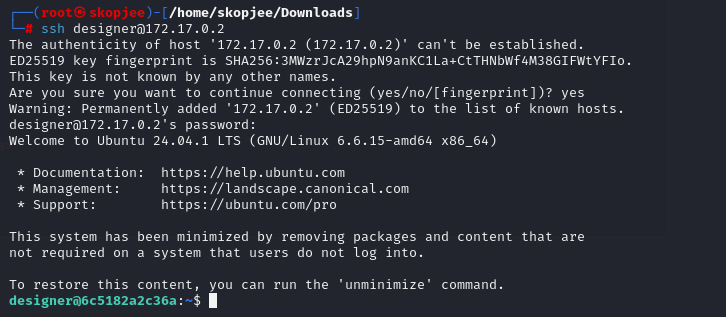 ┌──(root㉿skopjee)-[/home/skopjee/Downloads]
└─# ssh designer@172.17.0.2
The authenticity of host '172.17.0.2 (172.17.0.2)' can't be established.
ED25519 key fingerprint is SHA256:3MWzrJcA29hpN9anKC1La+CtTHNbWf4M38GIFWtYFIo.
This key is not known by any other names.
Are you sure you want to continue connecting (yes/no/[fingerprint])? yes
Warning: Permanently added '172.17.0.2' (ED25519) to the list of known hosts.
designer@172.17.0.2's password:
Welcome to Ubuntu 24.04.1 LTS (GNU/Linux 6.6.15-amd64 x86_64)

 * Documentation:  https://help.ubuntu.com
 * Management:     https://landscape.canonical.com
 * Support:        https://ubuntu.com/pro

This system has been minimized by removing packages and content that are
not required on a system that users do not log into.

To restore this content, you can run the 'unminimize' command.
designer@6c5182a2c36a:~$